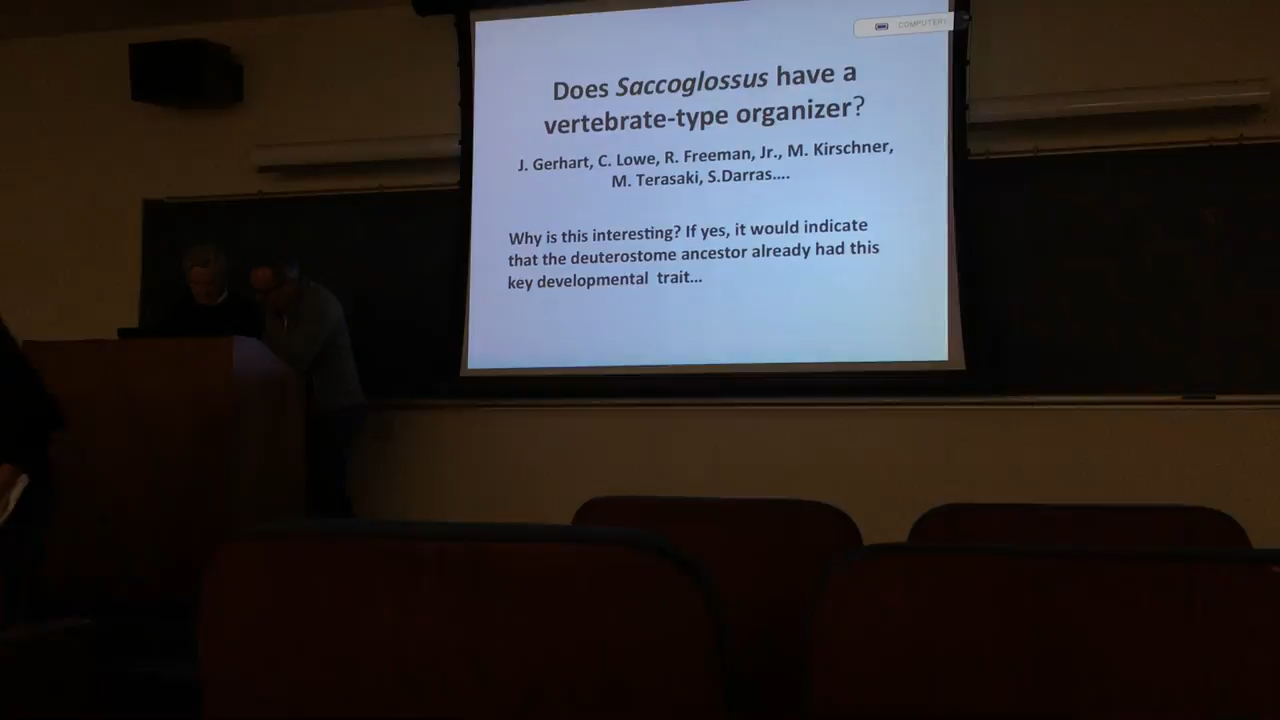 COMPUTER1
Does Saccoglossus have a
vertebrate-type organizer?
J. Gerhart, C. Lowe, R. Freeman, Jr., M. Kirschner,
M. Terasaki, S.Darras....
Why is this interesting? If yes, it would indicate
that the deuterostome ancestor already had this
key developmental  trait...